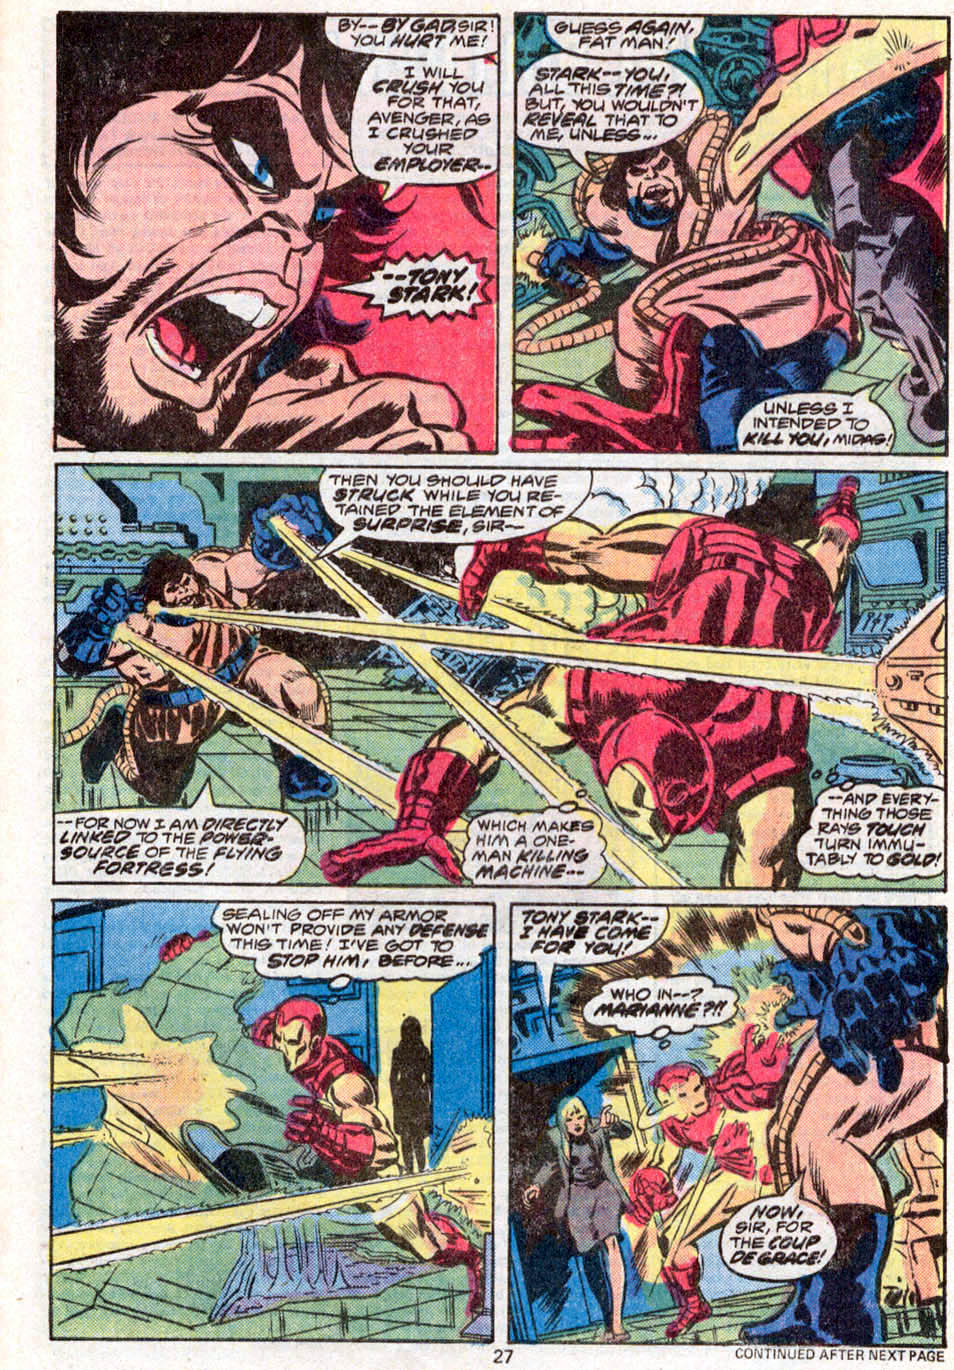 BY--BY GAD, SIR!
YOU HURT ME!
I WILL
CRUSH YOU
FOR THAT,
AVENGER, AS
I CRUSHED
YOUR
EMPLOYER--
--TONY
STARK!
GUESS AGAIN,
FAT MAN!
STARK--YOU,
ALL THIS TIME?!
BUT, YOU WOULDN'T
REVEAL THAT TO
ME, UNLESS...
UNLESS I
INTENDED TO
KILL YOU, MIDAS!
THEN YOU SHOULD HAVE
STRUCK WHILE YOU RE-
TAINED THE ELEMENT OF
SURPRISE, SIR--
--FOR NOW I AM DIRECTLY
LINKED TO THE POWER-
SOURCE OF THE FLYING
FORTRESS!
WHICH MAKES
HIM A ONE-
MAN KILLING
MACHINE--
--AND EVERY-
THING THOSE
RAYS TOUCH
TURN IMMU-
TABLY TO GOLD!
SEALING OFF MY ARMOR
WON'T PROVIDE ANY DEFENSE
THIS TIME! I'VE GOT TO
STOP HIM, BEFORE...
TONY STARK--
I HAVE COME
FOR YOU!
WHO IN--?
MARIANNE?!!
NOW,
SIR, FOR
THE COUP
DE GRACE!
27
CONTINUED AFTER NEXT PAGE